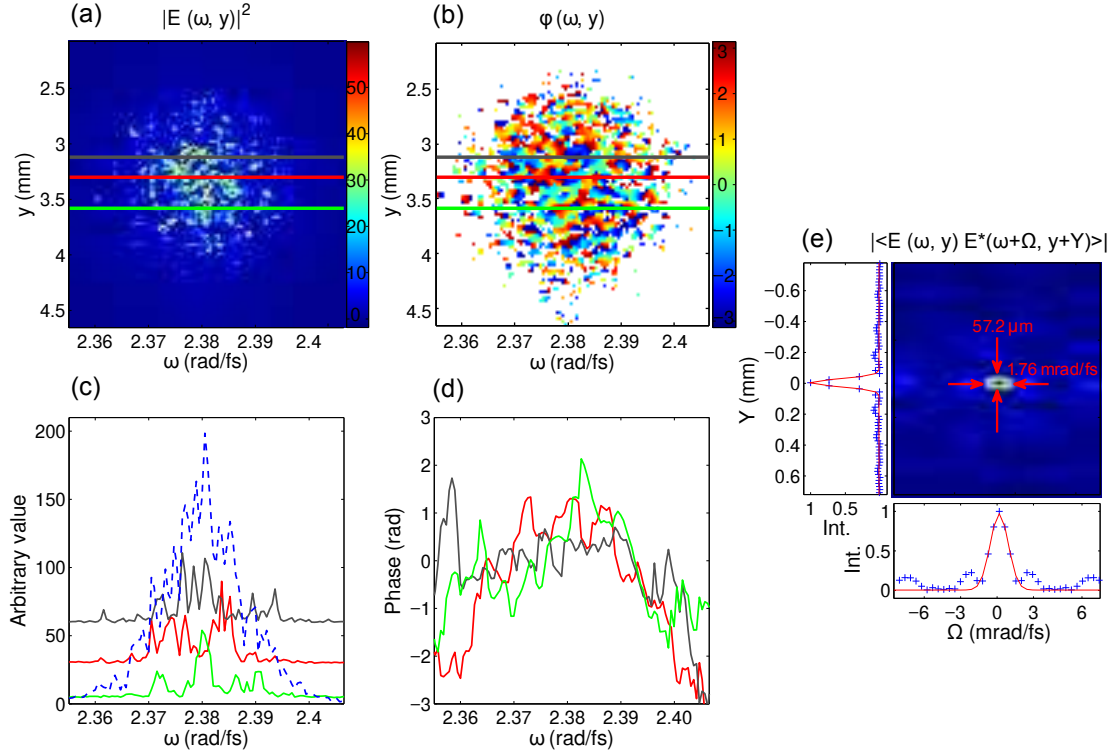 (a)
|E (ω, y)|²
2.5
3
3.5
4
4.5
y (mm)
2.36 2.37 2.38 2.39 2.4
ω (rad/fs)
50
40
30
20
10
0
(b)
φ (ω, y)
2.5
3
3.5
4
4.5
y (mm)
2.36 2.37 2.38 2.39 2.4
ω (rad/fs)
3
2
1
0
−1
−2
−3
(c)
200
150
100
50
0
Arbitrary value
2.36 2.37 2.38 2.39 2.4
ω (rad/fs)
(d)
3
2
1
0
−1
−2
−3
Phase (rad)
2.36 2.37 2.38 2.39 2.40
ω (rad/fs)
(e)
|<E (ω, y) E*(ω+Ω, y+Y)>|
−0.6
−0.4
−0.2
0
0.2
0.4
0.6
Y (mm)
1 0.5
Int.
57.2 µm
1.76 mrad/fs
1
0.5
0
Int.
−6 −3 0 3 6
Ω (mrad/fs)